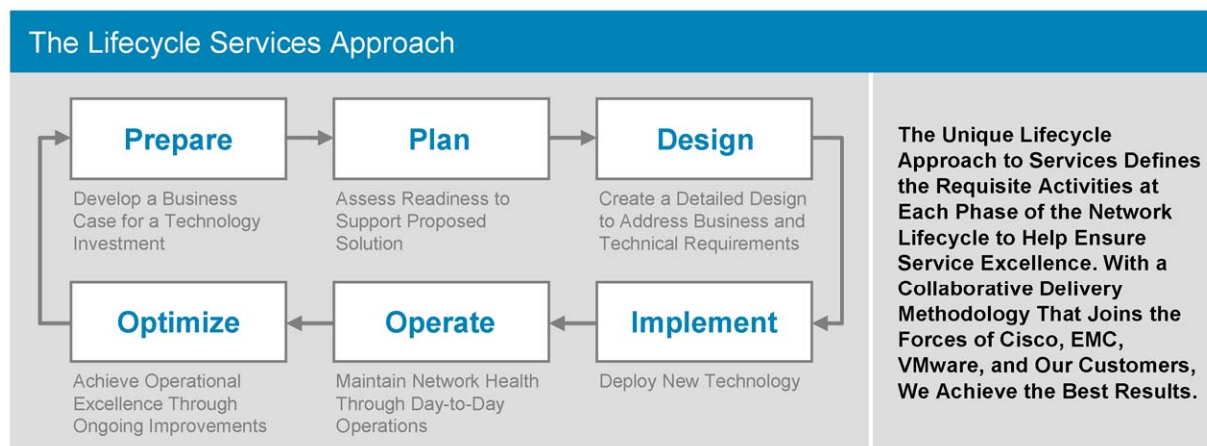 The Lifecycle Services Approach
Prepare
Develop a Business
Case for a Technology
Investment
Plan
Assess Readiness to
Support Proposed
Solution
Design
Create a Detailed Design
to Address Business and
Technical Requirements
Optimize
Achieve Operational
Excellence Through
Ongoing Improvements
Operate
Maintain Network Health
Through Day-to-Day
Operations
Implement
Deploy New Technology
The Unique Lifecycle
Approach to Services Defines
the Requisite Activities at
Each Phase of the Network
Lifecycle to Help Ensure
Service Excellence. With a
Collaborative Delivery
Methodology That Joins the
Forces of Cisco, EMC,
VMware, and Our Customers,
We Achieve the Best Results.